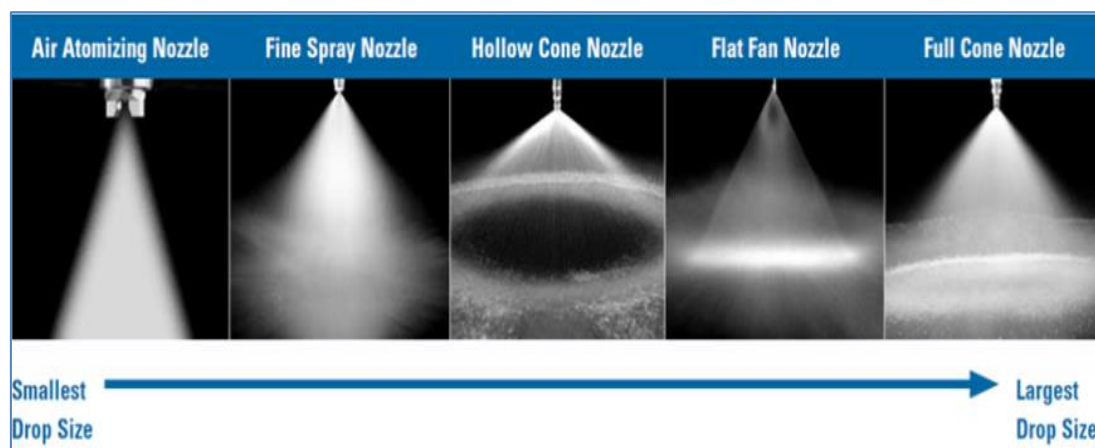 Air Atomizing Nozzle Fine Spray Nozzle Hollow Cone Nozzle Flat Fan Nozzle Full Cone Nozzle
Smallest Largest
Drop Size Drop Size